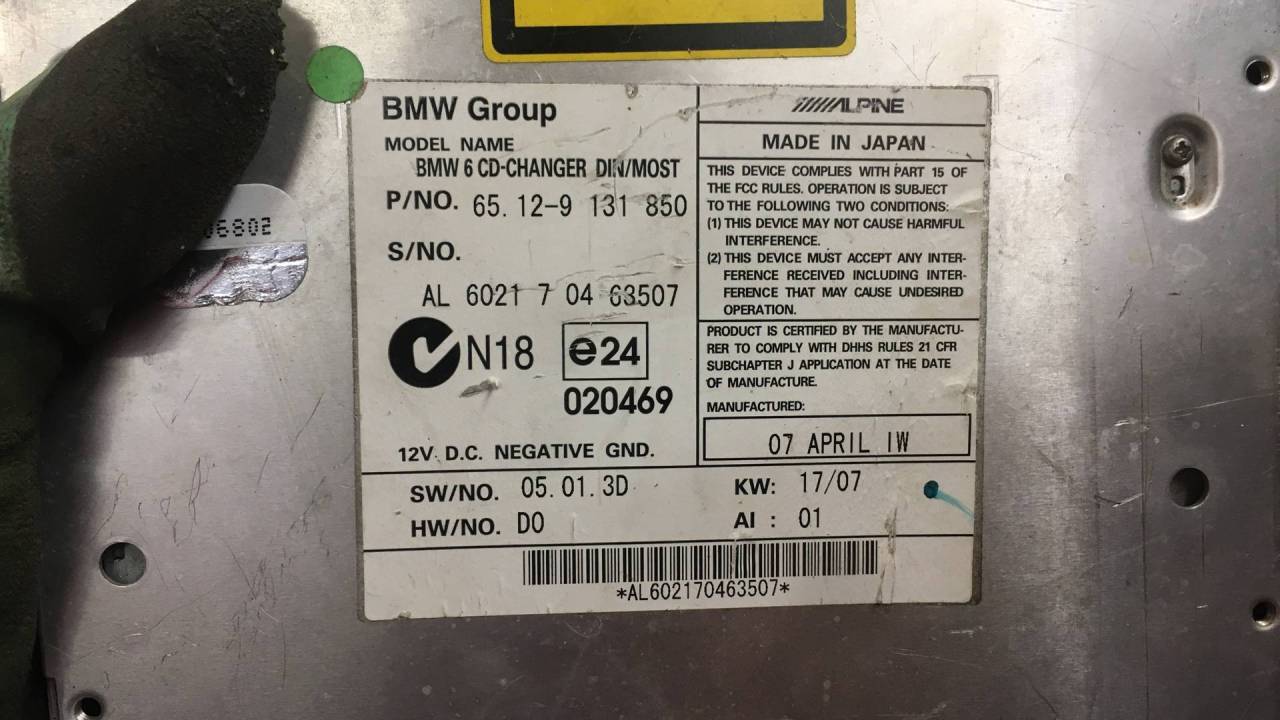 BMW Group
MODEL NAME
BMW 6 CD-CHANGER DIN/MOST
P/NO. 65. 12-9 131 850
S/NO.
AL 6021 7 04 63507
N18 e24
020469
12V. D.C. NEGATIVE GND.
ALPINE
MADE IN JAPAN
THIS DEVICE COMPLIES WITH PART 15 OF
THE FCC RULES. OPERATION IS SUBJECT
TO THE FOLLOWING TWO CONDITIONS:
(1) THIS DEVICE MAY NOT CAUSE HARMFUL
INTERFERENCE.
(2) THIS DEVICE MUST ACCEPT ANY INTER-
FERENCE RECEIVED INCLUDING INTER-
FERENCE THAT MAY CAUSE UNDESIRED
OPERATION.
PRODUCT IS CERTIFIED BY THE MANUFACTU-
RER TO COMPLY WITH DHHS RULES 21 CFR
SUBCHAPTER J APPLICATION AT THE DATE
OF MANUFACTURE.
MANUFACTURED:
07 APRIL IW
SW/NO. 05. 01. 3D KW: 17/07
HW/NO. D0 AI : 01
*AL602170463507*